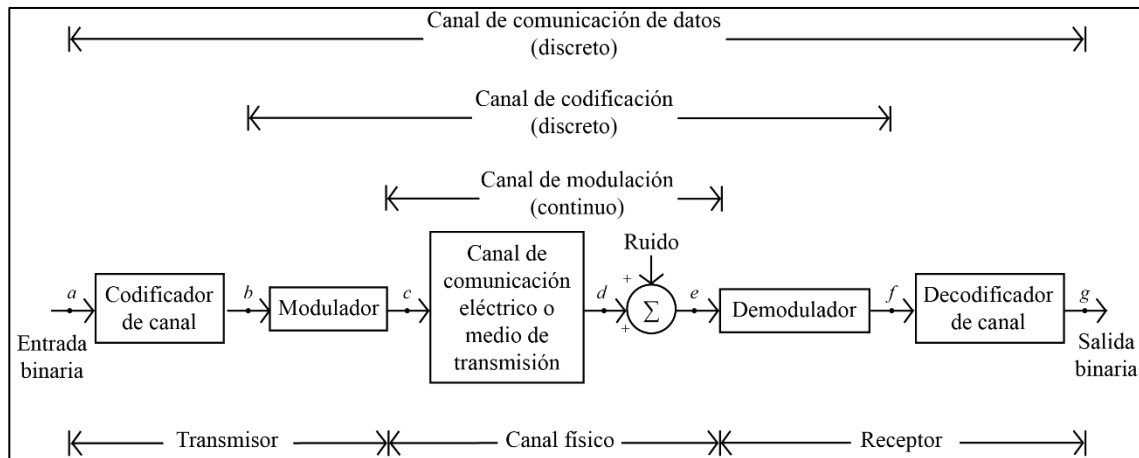 Canal de comunicación de datos
(discreto)
Canal de codificación
(discreto)
Canal de modulación
(continuo)
Ruido
a
Codificador
de canal
b
Modulador
c
Canal de
comunicación
eléctrico o
medio de
transmisión
d
+
+
Σ
e
Demodulador
f
Decodificador
de canal
g
Entrada
binaria
Salida
binaria
Transmisor
Canal físico
Receptor